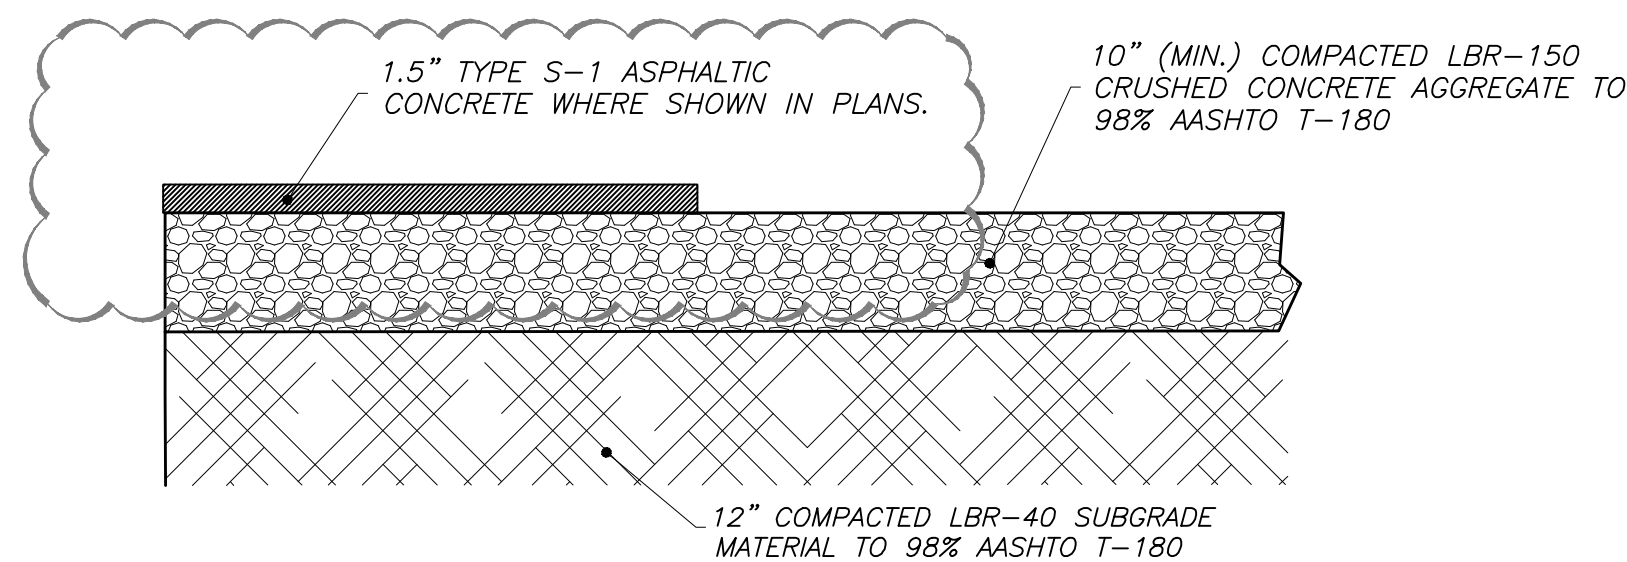 1.5” TYPE S-1 ASPHALTIC
CONCRETE WHERE SHOWN IN PLANS.
10” (MIN.) COMPACTED LBR-150
CRUSHED CONCRETE AGGREGATE TO
98% AASHTO T-180
12” COMPACTED LBR-40 SUBGRADE
MATERIAL TO 98% AASHTO T-180